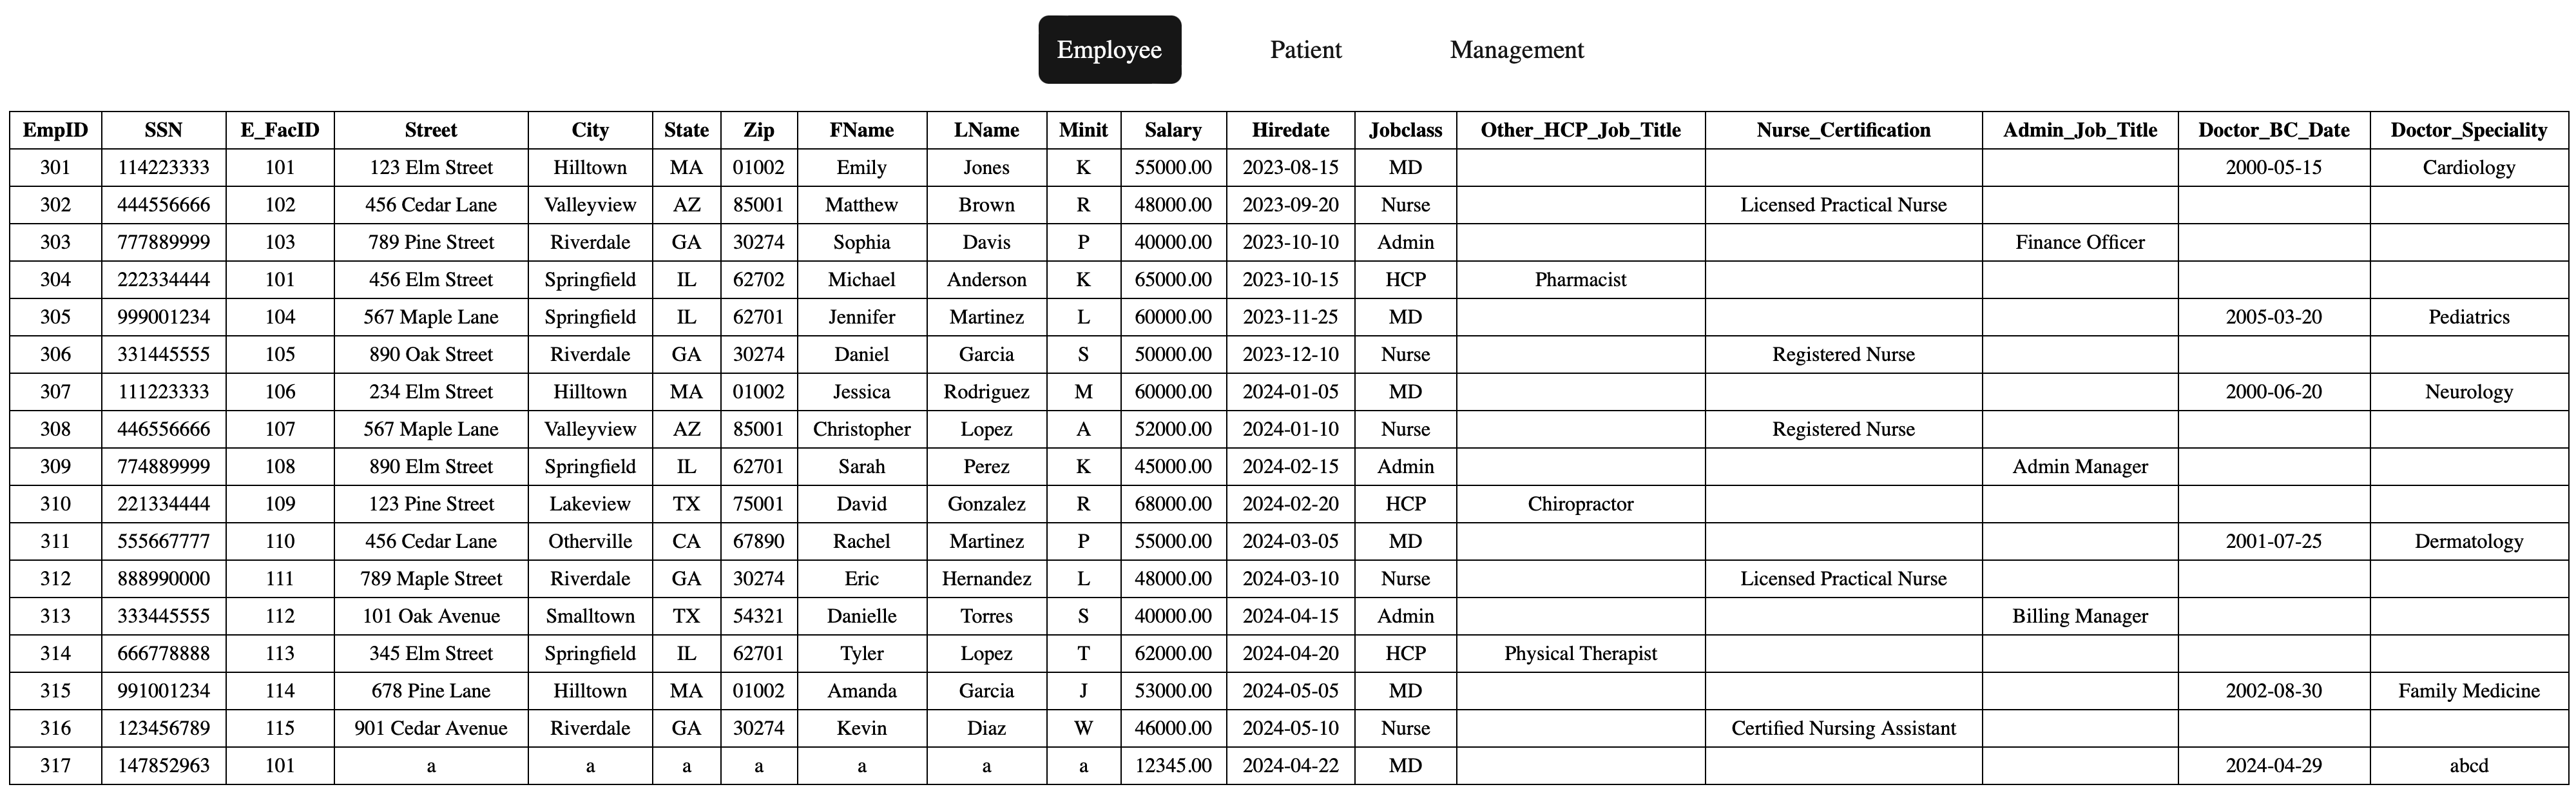 Employee Patient Management
EmpID SSN E_FacID Street City State Zip FName LName Minit Salary Hiredate Jobclass Other_HCP_Job_Title Nurse_Certification Admin_Job_Title Doctor_BC_Date Doctor_Speciality
301 114223333 101 123 Elm Street Hilltown MA 01002 Emily Jones K 55000.00 2023-08-15 MD 2000-05-15 Cardiology
302 444556666 102 456 Cedar Lane Valleyview AZ 85001 Matthew Brown R 48000.00 2023-09-20 Nurse Licensed Practical Nurse
303 777889999 103 789 Pine Street Riverdale GA 30274 Sophia Davis P 40000.00 2023-10-10 Admin Finance Officer
304 222334444 101 456 Elm Street Springfield IL 62702 Michael Anderson K 65000.00 2023-10-15 HCP Pharmacist
305 999001234 104 567 Maple Lane Springfield IL 62701 Jennifer Martinez L 60000.00 2023-11-25 MD 2005-03-20 Pediatrics
306 331445555 105 890 Oak Street Riverdale GA 30274 Daniel Garcia S 50000.00 2023-12-10 Nurse Registered Nurse
307 111223333 106 234 Elm Street Hilltown MA 01002 Jessica Rodriguez M 60000.00 2024-01-05 MD 2000-06-20 Neurology
308 446556666 107 567 Maple Lane Valleyview AZ 85001 Christopher Lopez A 52000.00 2024-01-10 Nurse Registered Nurse
309 774889999 108 890 Elm Street Springfield IL 62701 Sarah Perez K 45000.00 2024-02-15 Admin Admin Manager
310 221334444 109 123 Pine Street Lakeview TX 75001 David Gonzalez R 68000.00 2024-02-20 HCP Chiropractor
311 555667777 110 456 Cedar Lane Otherville CA 67890 Rachel Martinez P 55000.00 2024-03-05 MD 2001-07-25 Dermatology
312 888990000 111 789 Maple Street Riverdale GA 30274 Eric Hernandez L 48000.00 2024-03-10 Nurse Licensed Practical Nurse
313 333445555 112 101 Oak Avenue Smalltown TX 54321 Danielle Torres S 40000.00 2024-04-15 Admin Billing Manager
314 666778888 113 345 Elm Street Springfield IL 62701 Tyler Lopez T 62000.00 2024-04-20 HCP Physical Therapist
315 991001234 114 678 Pine Lane Hilltown MA 01002 Amanda Garcia J 53000.00 2024-05-05 MD 2002-08-30 Family Medicine
316 123456789 115 901 Cedar Avenue Riverdale GA 30274 Kevin Diaz W 46000.00 2024-05-10 Nurse Certified Nursing Assistant
317 147852963 101 a a a a a a a 12345.00 2024-04-22 MD 2024-04-29 abcd